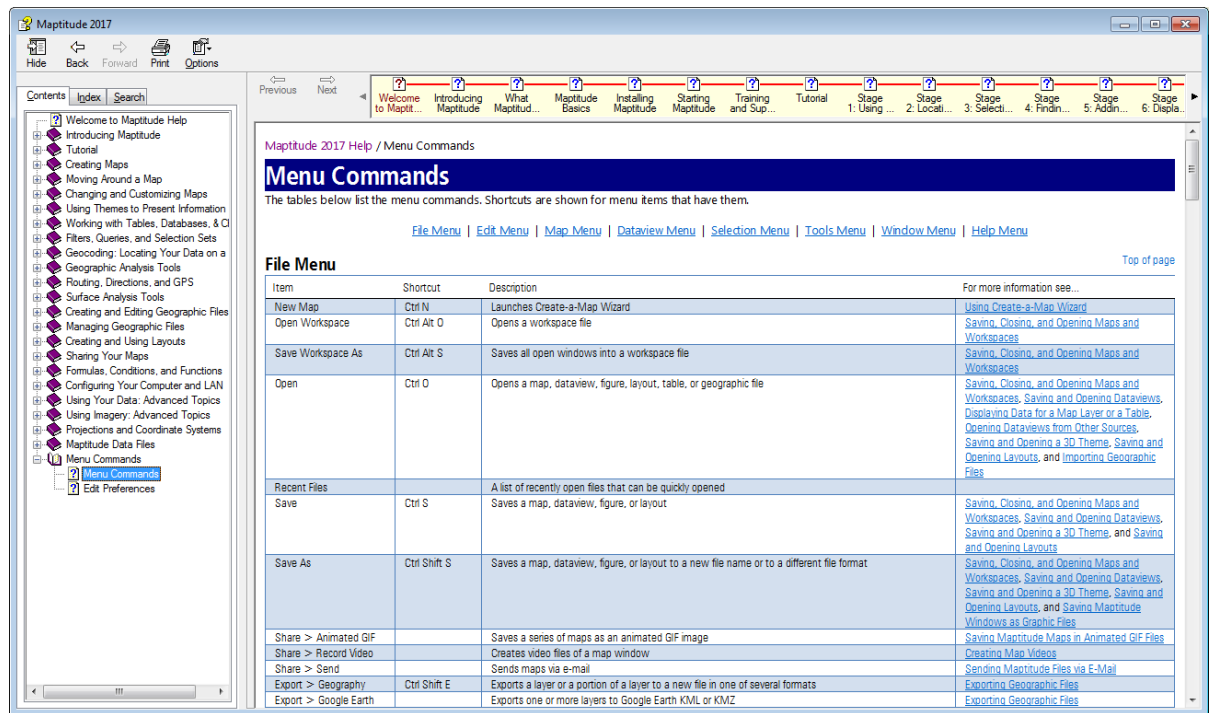 Maptitude 2017
Hide Back Forward Print Options
Contents Index Search
Welcome to Maptitude Help
Introducing Maptitude
Tutorial
Creating Maps
Moving Around a Map
Changing and Customizing Maps
Using Themes to Present Information
Working with Tables, Databases, & Cl
Filters, Queries, and Selection Sets
Geocoding: Locating Your Data on a
Geographic Analysis Tools
Routing, Directions, and GPS
Surface Analysis Tools
Creating and Editing Geographic Files
Managing Geographic Files
Creating and Using Layouts
Sharing Your Maps
Formulas, Conditions, and Functions
Configuring Your Computer and LAN
Using Your Data: Advanced Topics
Using Imagery: Advanced Topics
Projections and Coordinate Systems
Maptitude Data Files
Menu Commands
Menu Commands
Edit Preferences
Previous Next
Welcome Introducing What Maptitude Installing Starting Training Tutorial Stage Stage Stage Stage Stage Stage
to Maptit... Maptitude Maptitud... Basics Maptitude Maptitude and Sup... 1: Using ... 2: Locati... 3: Selecti... 4: Findin... 5: Addin... 6: Displa...
Maptitude 2017 Help / Menu Commands
Menu Commands
The tables below list the menu commands. Shortcuts are shown for menu items that have them.
File Menu | Edit Menu | Map Menu | Dataview Menu | Selection Menu | Tools Menu | Window Menu | Help Menu
File Menu
Top of page
Item Shortcut Description For more information see...
New Map Ctrl N Launches Create-a-Map Wizard Using Create-a-Map Wizard
Open Workspace Ctrl Alt O Opens a workspace file Saving, Closing, and Opening Maps and
Workspaces
Save Workspace As Ctrl Alt S Saves all open windows into a workspace file Saving, Closing, and Opening Maps and
Workspaces
Open Ctrl O Opens a map, dataview, figure, layout, table, or geographic file Saving, Closing, and Opening Maps and
Workspaces, Saving and Opening Dataviews,
Displaying Data for a Map Layer or a Table,
Opening Dataviews from Other Sources,
Saving and Opening a 3D Theme, Saving and
Opening Layouts, and Importing Geographic
Files
Recent Files A list of recently open files that can be quickly opened
Save Ctrl S Saves a map, dataview, figure, or layout Saving, Closing, and Opening Maps and
Workspaces, Saving and Opening Dataviews,
Saving and Opening a 3D Theme, and Saving
and Opening Layouts
Save As Ctrl Shift S Saves a map, dataview, figure, or layout to a new file name or to a different file format Saving, Closing, and Opening Maps and
Workspaces, Saving and Opening Dataviews,
Saving and Opening a 3D Theme, Saving and
Opening Layouts, and Saving Maptitude
Windows as Graphic Files
Share > Animated GIF Saves a series of maps as an animated GIF image Saving Maptitude Maps in Animated GIF Files
Share > Record Video Creates video files of a map window Creating Map Videos
Share > Send Sends maps via e-mail Sending Maptitude Files via E-Mail
Export > Geography Ctrl Shift E Exports a layer or a portion of a layer to a new file in one of several formats Exporting Geographic Files
Export > Google Earth Exports one or more layers to Google Earth KML or KMZ Exporting Geographic Files